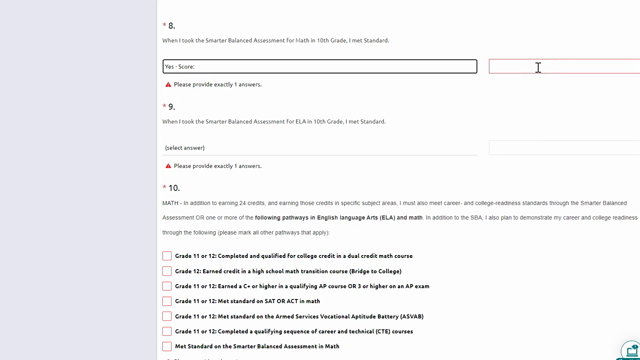 * 8.
When I took the Smarter Balanced Assessment for Math in 10th Grade, I met Standard.
Yes - Score:
Please provide exactly 1 answers.
* 9.
When I took the Smarter Balanced Assessment for ELA in 10th Grade, I met Standard.
(select answer)
Please provide exactly 1 answers.
* 10.
MATH - In addition to earning 24 credits, and earning those credits in specific subject areas, I must also meet career- and college-readiness standards through the Smarter Balanced
Assessment OR one or more of the following pathways in English language Arts (ELA) and math. In addition to the SBA, I also plan to demonstrate my career and college readiness
through the following (please mark all other pathways that apply):
Grade 11 or 12: Completed and qualified for college credit in a dual credit math course
Grade 12: Earned credit in a high school math transition course (Bridge to College)
Grade 11 or 12: Earned a C+ or higher in a qualifying AP course OR 3 or higher on an AP exam
Grade 11 or 12: Met standard on SAT OR ACT in math
Grade 11 or 12: Met standard on the Armed Services Vocational Aptitude Battery (ASVAB)
Grade 11 or 12: Completed a qualifying sequence of career and technical (CTE) courses
Met Standard on the Smarter Balanced Assessment in Math